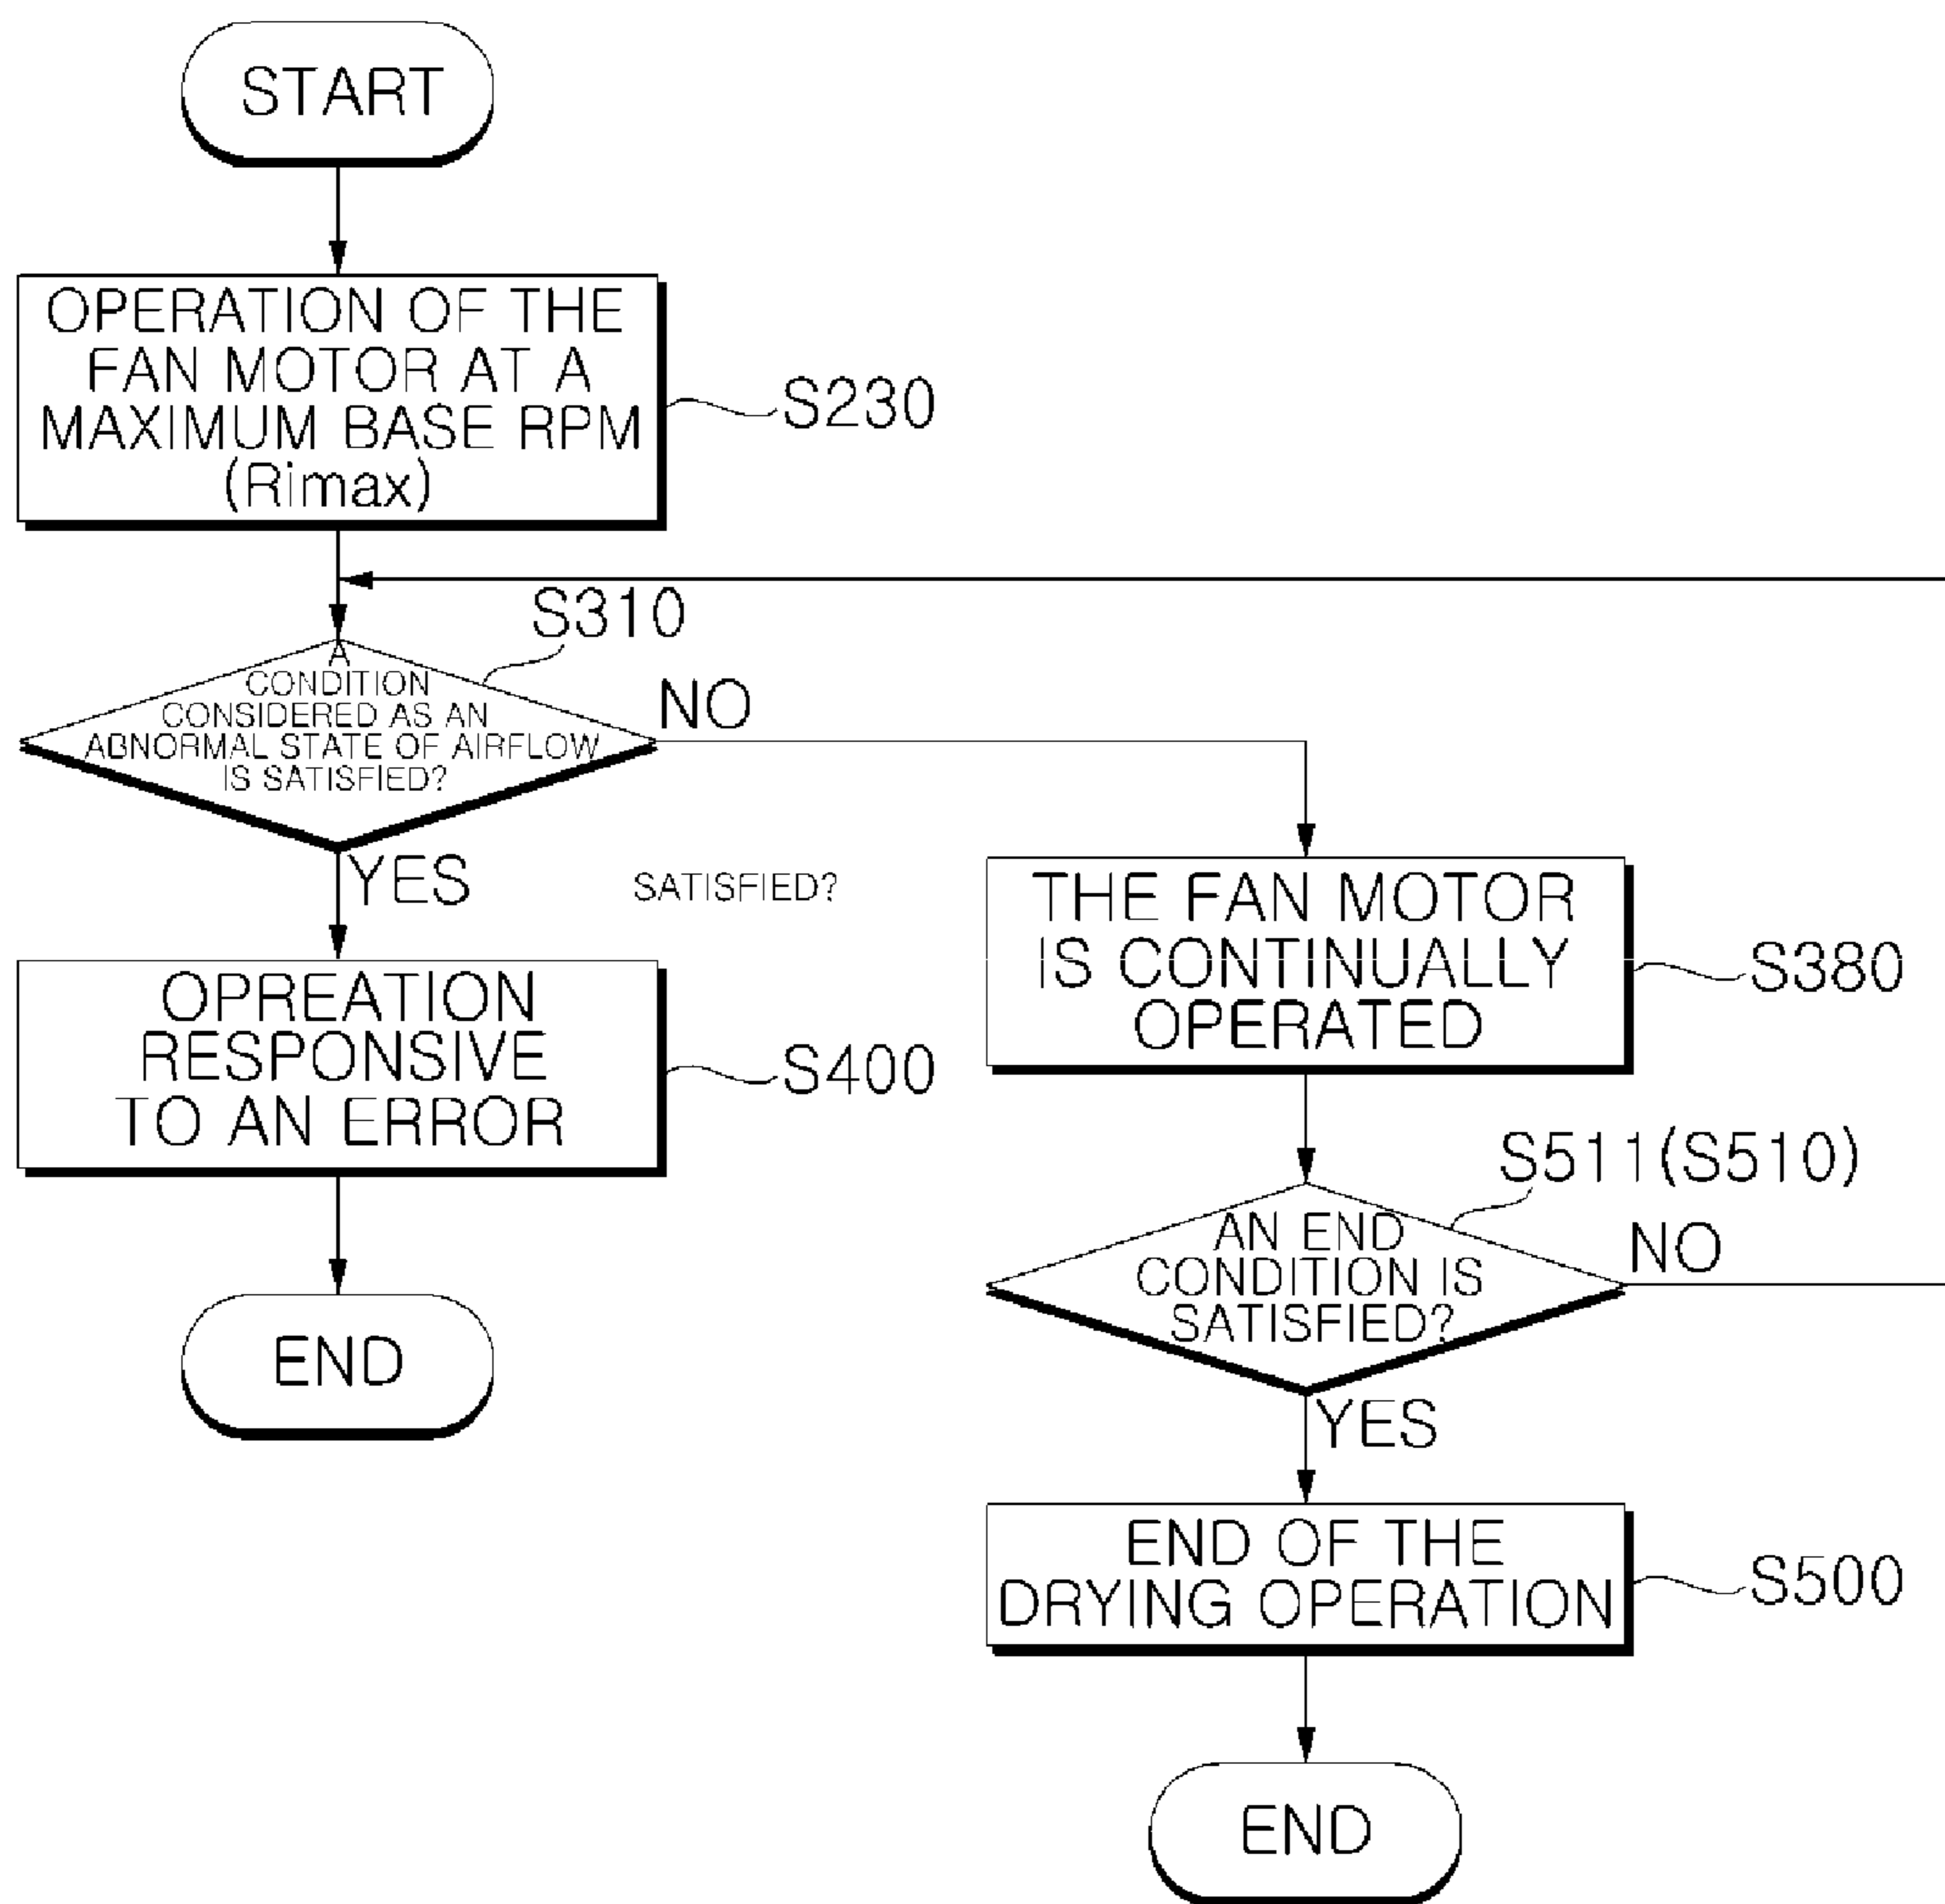 START
OPERATION OF THE
FAN MOTOR AT A
MAXIMUM BASE RPM
(Rimax)
S230
S310
A
CONDITION
CONSIDERED AS AN
ABNORMAL STATE OF AIRFLOW
IS SATISFIED?
NO
YES
SATISFIED?
OPREATION
RESPONSIVE
TO AN ERROR
S400
END
THE FAN MOTOR
IS CONTINUALLY
OPERATED
S380
S511(S510)
AN END
CONDITION IS
SATISFIED?
NO
YES
END OF THE
DRYING OPERATION
S500
END